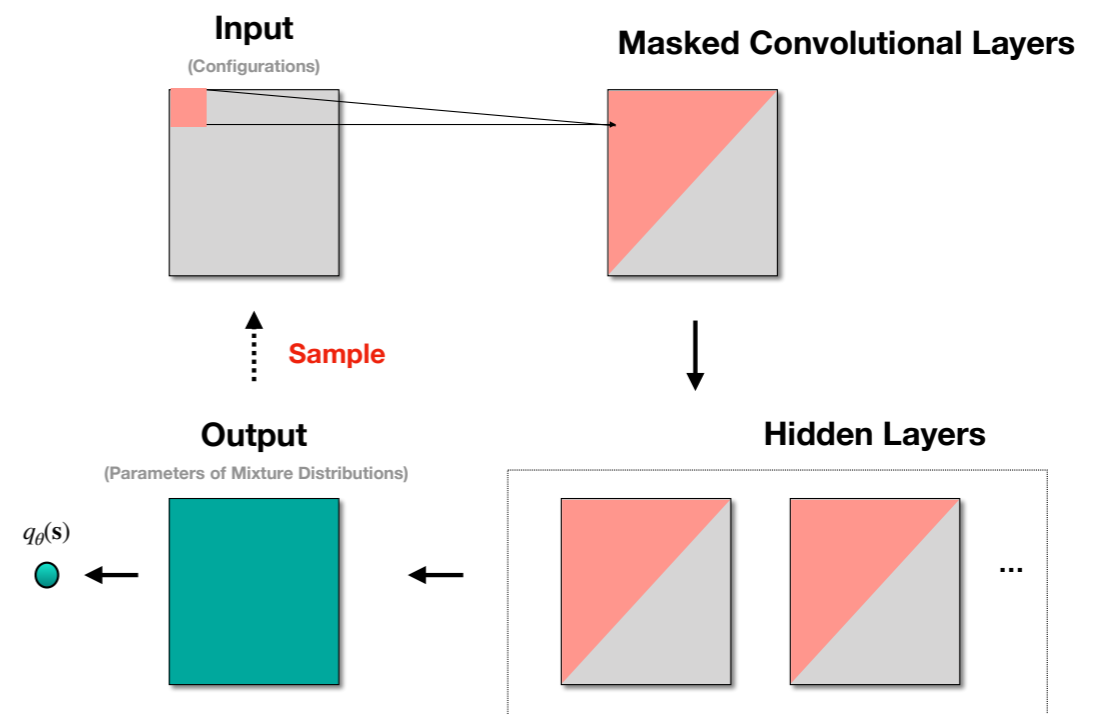 Input
(Configurations)
Masked Convolutional Layers
Sample
Output
(Parameters of Mixture Distributions)
Hidden Layers
qθ(s)
...